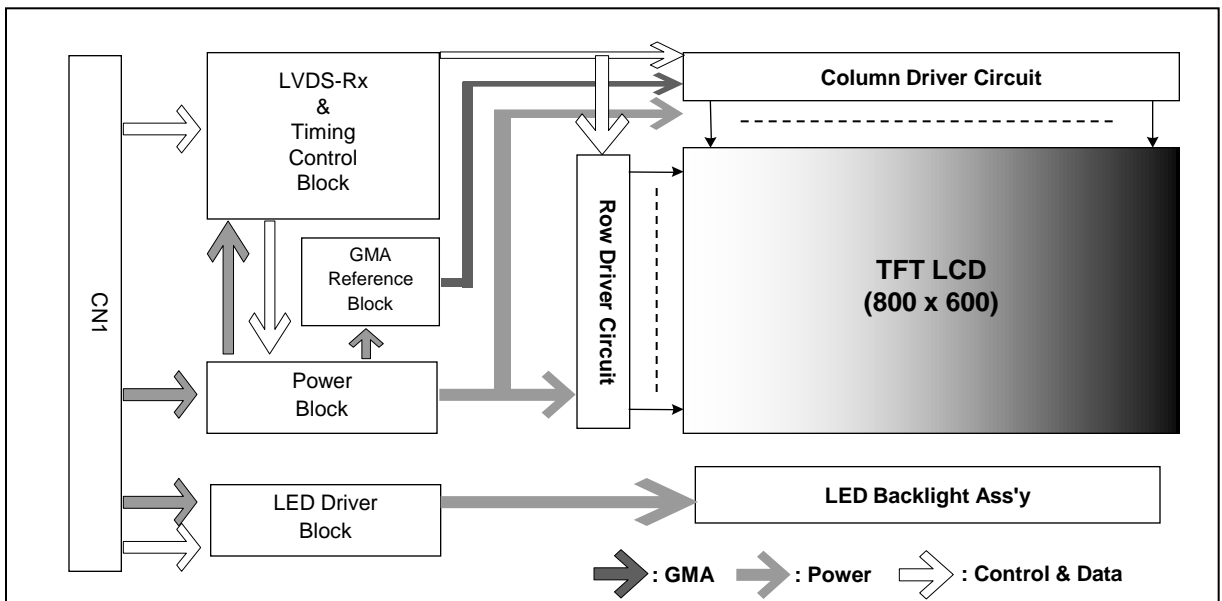 CN1
LVDS-Rx
&
Timing
Control
Block
GMA
Reference
Block
Power
Block
LED Driver
Block
Column Driver Circuit
Row Driver Circuit
TFT LCD
(800 x 600)
LED Backlight Ass'y
: GMA
: Power
: Control & Data